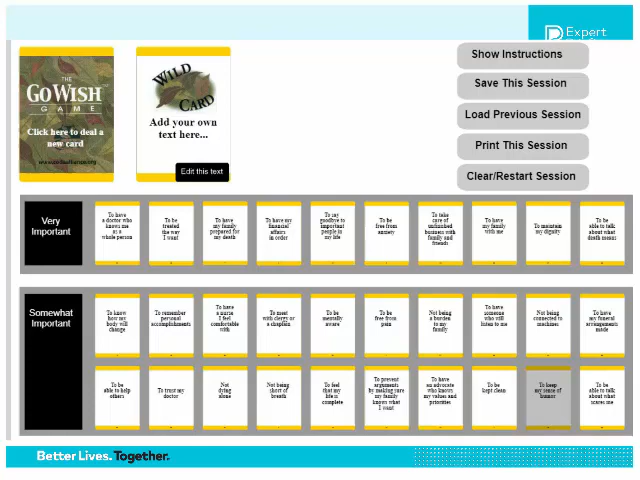 Expert
THE
GO WISH
GAME
Click here to deal a
new card
WILD
CARD
Add your own
text here...
Edit this text
Show Instructions
Save This Session
Load Previous Session
Print This Session
Clear/Restart Session
Very
Important
To have
a doctor who
knows me
as a
whole person
To be
treated
the way
I want
To have
my family
prepared for
my death
To have my
financial
affairs
in order
To say
goodbye to
important
people in
my life
To be
free from
anxiety
To take
care of
unfinished
business with
family and
friends
To have
my family
with me
To maintain
my dignity
To be
able to talk
about what
death means
Somewhat
Important
To know
how my
body will
change
To remember
personal
accomplishments
To have
a nurse
I feel
comfortable
with
To meet
with clergy or
a chaplain
To be
mentally
aware
To be
free from
pain
Not being
a burden
to my
family
To have
someone
who will
listen to me
Not being
connected to
machines
To have
my funeral
arrangements
made
To be
able to help
others
To trust my
doctor
Not
dying
alone
Not being
short of
breath
To feel
that my
life is
complete
To prevent
arguments
by making sure
my family
knows what
I want
To have
an advocate
who knows
my values and
priorities
To be
kept clean
To keep
my sense of
humor
To be
able to talk
about what
scares me
Better Lives. Together.